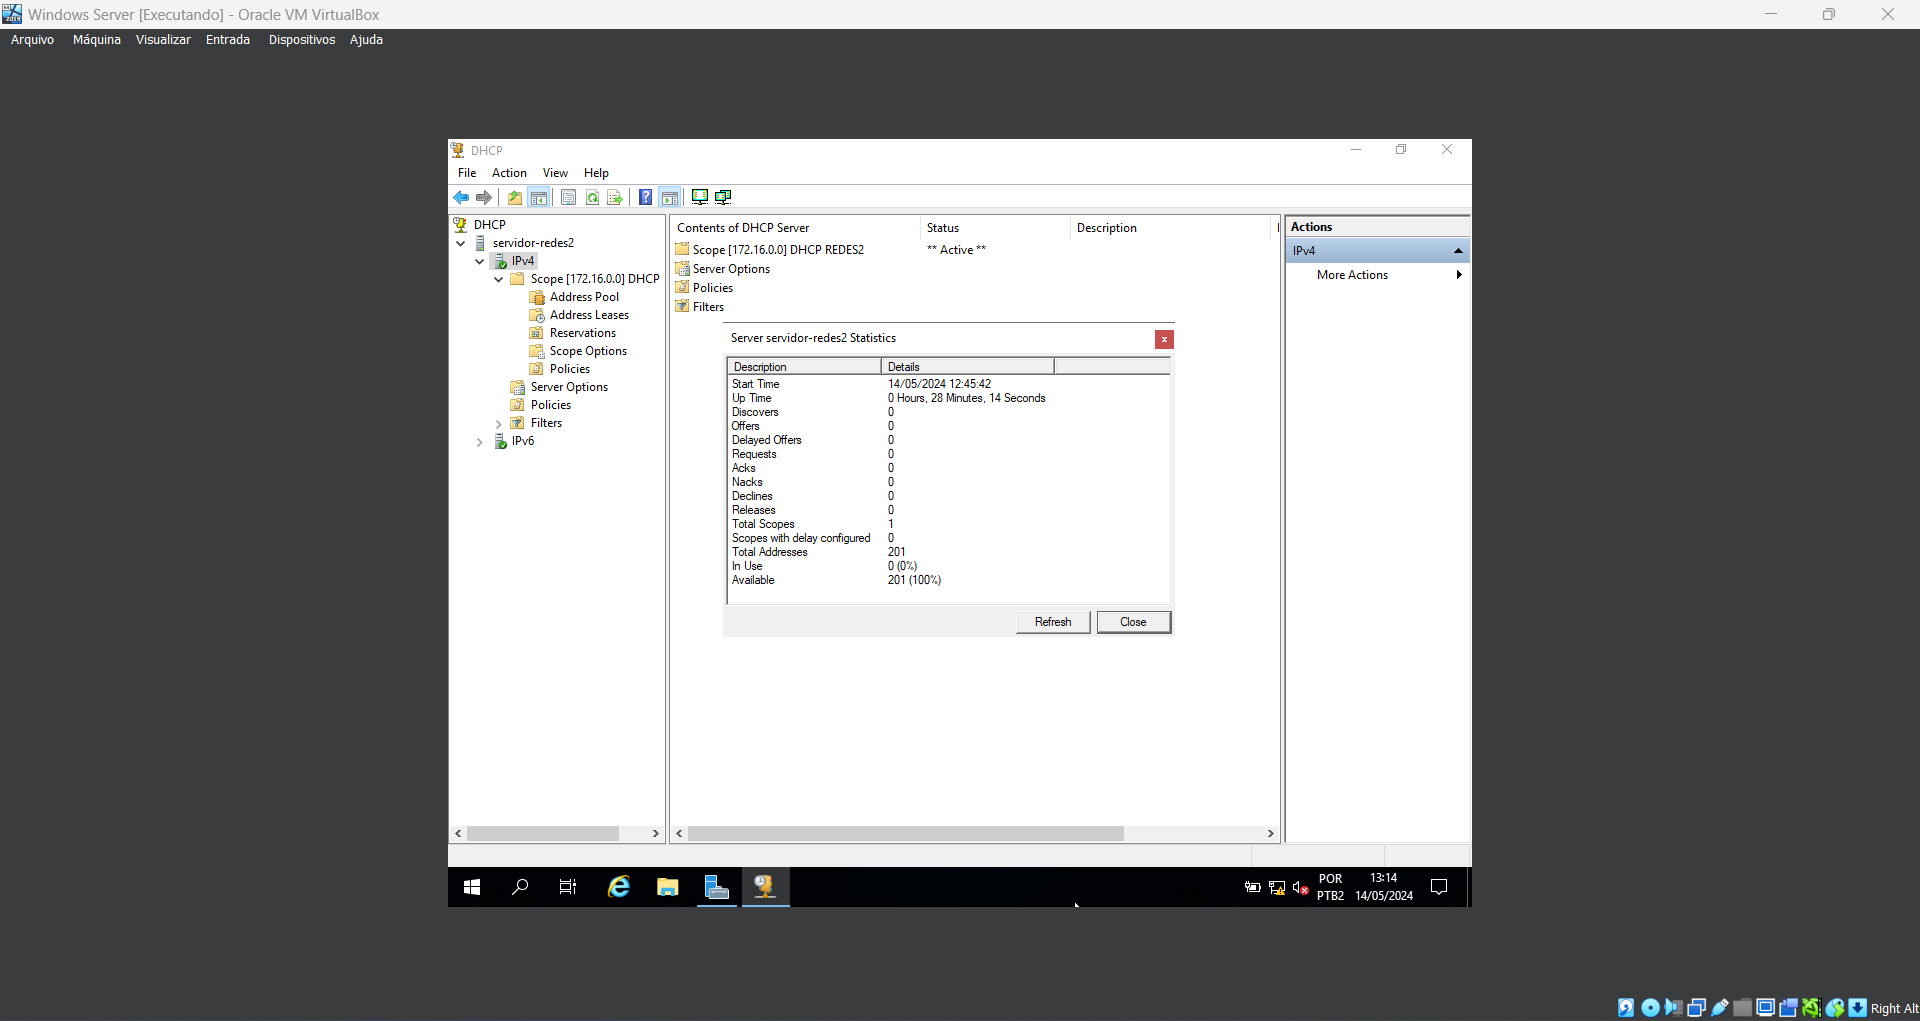 Windows Server [Executando] - Oracle VM VirtualBox
Arquivo Máquina Visualizar Entrada Dispositivos Ajuda
DHCP
File Action View Help
DHCP
servidor-redes2
IPv4
Scope [172.16.0.0] DHCP
Address Pool
Address Leases
Reservations
Scope Options
Policies
Server Options
Policies
Filters
IPv6
Contents of DHCP Server Status Description
Scope [172.16.0.0] DHCP REDES2 ** Active **
Server Options
Policies
Filters
Server servidor-redes2 Statistics
Description Details
Start Time 14/05/2024 12:45:42
Up Time 0 Hours, 28 Minutes, 14 Seconds
Discovers 0
Offers 0
Delayed Offers 0
Requests 0
Acks 0
Nacks 0
Declines 0
Releases 0
Total Scopes 1
Scopes with delay configured 0
Total Addresses 201
In Use 0 (0%)
Available 201 (100%)
Refresh Close
Actions
IPv4
More Actions
POR 13:14
PTB2 14/05/2024
Right Alt